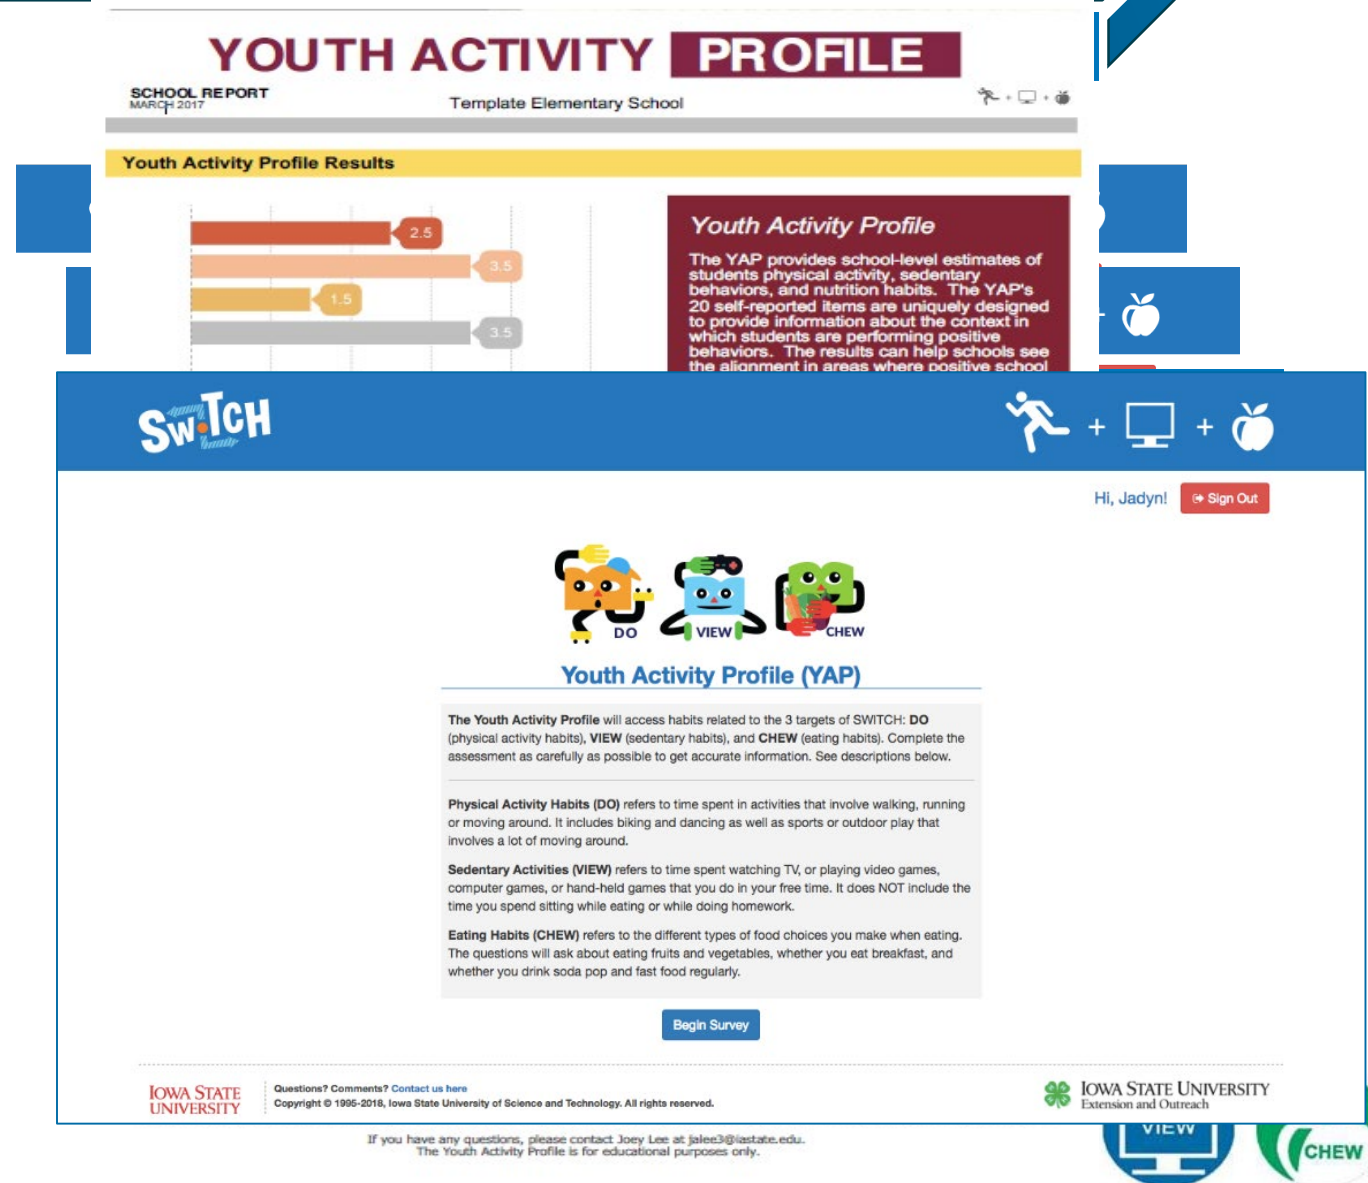 YOUTH ACTIVITY PROFILE
SCHOOL REPORT
MARCH 2017
Template Elementary School
Youth Activity Profile Results
2.5
3.5
1.5
3.5
Youth Activity Profile
The YAP provides school-level estimates of
students physical activity, sedentary
behaviors, and nutrition habits. The YAP's
20 self-reported items are uniquely designed
to provide information about the context in
which students are performing positive
behaviors. The results can help schools see
the alignment in areas where positive school
SWITCH
Hi, Jadyn!
Sign Out
DO
VIEW
CHEW
Youth Activity Profile (YAP)
The Youth Activity Profile will access habits related to the 3 targets of SWITCH: DO
(physical activity habits), VIEW (sedentary habits), and CHEW (eating habits). Complete the
assessment as carefully as possible to get accurate information. See descriptions below.
Physical Activity Habits (DO) refers to time spent in activities that involve walking, running
or moving around. It includes biking and dancing as well as sports or outdoor play that
involves a lot of moving around.
Sedentary Activities (VIEW) refers to time spent watching TV, or playing video games,
computer games, or hand-held games that you do in your free time. It does NOT include the
time you spend sitting while eating or while doing homework.
Eating Habits (CHEW) refers to the different types of food choices you make when eating.
The questions will ask about eating fruits and vegetables, whether you eat breakfast, and
whether you drink soda pop and fast food regularly.
Begin Survey
IOWA STATE
UNIVERSITY
Questions? Comments? Contact us here
Copyright © 1995-2018, Iowa State University of Science and Technology. All rights reserved.
IOWA STATE UNIVERSITY
Extension and Outreach
If you have any questions, please contact Joey Lee at jalee3@iastate.edu.
The Youth Activity Profile is for educational purposes only.
VIEW
CHEW